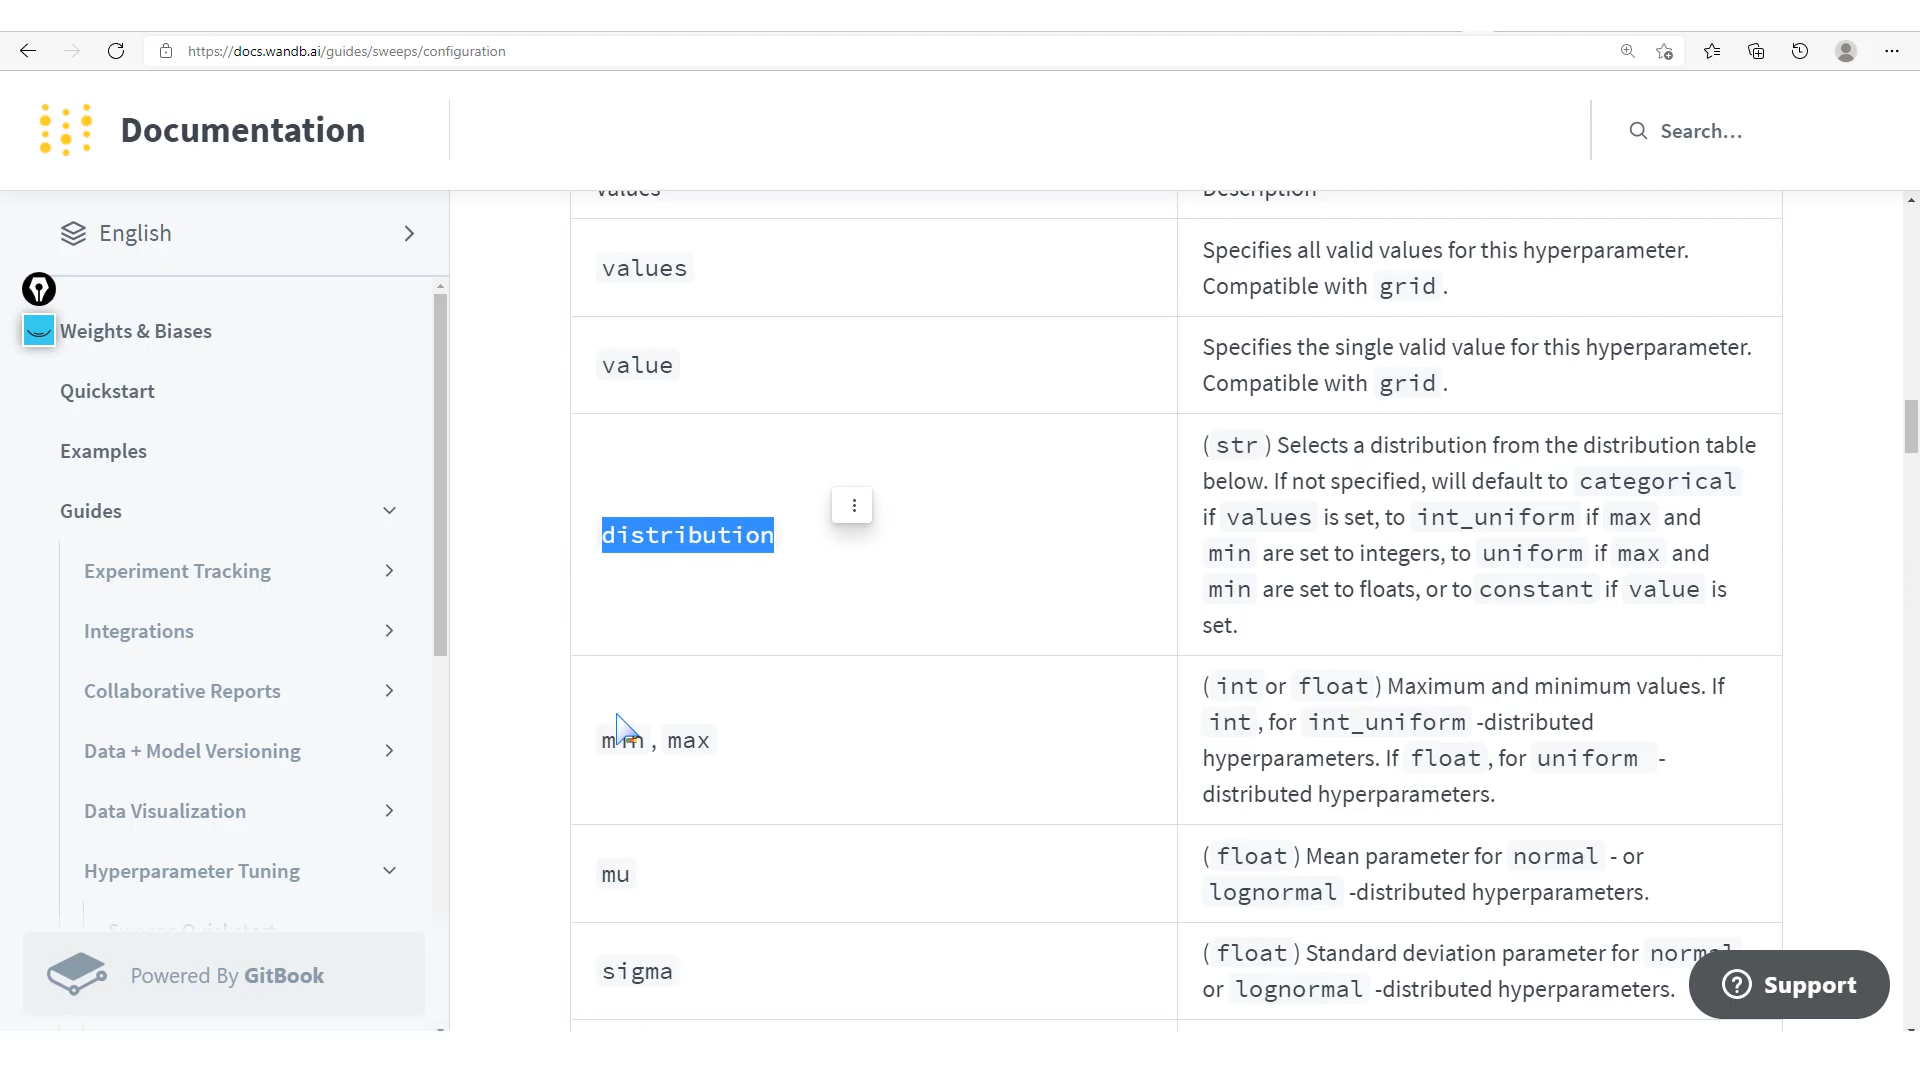 https://docs.wandb.ai/guides/sweeps/configuration
Documentation
Search...
English
Weights & Biases
Quickstart
Examples
Guides
Experiment Tracking
Integrations
Collaborative Reports
Data + Model Versioning
Data Visualization
Hyperparameter Tuning
Sweeps Quickstart
Powered By GitBook
Values
Description
values
Specifies all valid values for this hyperparameter.
Compatible with grid.
value
Specifies the single valid value for this hyperparameter.
Compatible with grid.
distribution
(str) Selects a distribution from the distribution table
below. If not specified, will default to categorical
if values is set, to int_uniform if max and
min are set to integers, to uniform if max and
min are set to floats, or to constant if value is
set.
min, max
(int or float) Maximum and minimum values. If
int, for int_uniform -distributed
hyperparameters. If float, for uniform -
distributed hyperparameters.
mu
(float) Mean parameter for normal - or
lognormal -distributed hyperparameters.
sigma
(float) Standard deviation parameter for normal
or lognormal -distributed hyperparameters.
Support